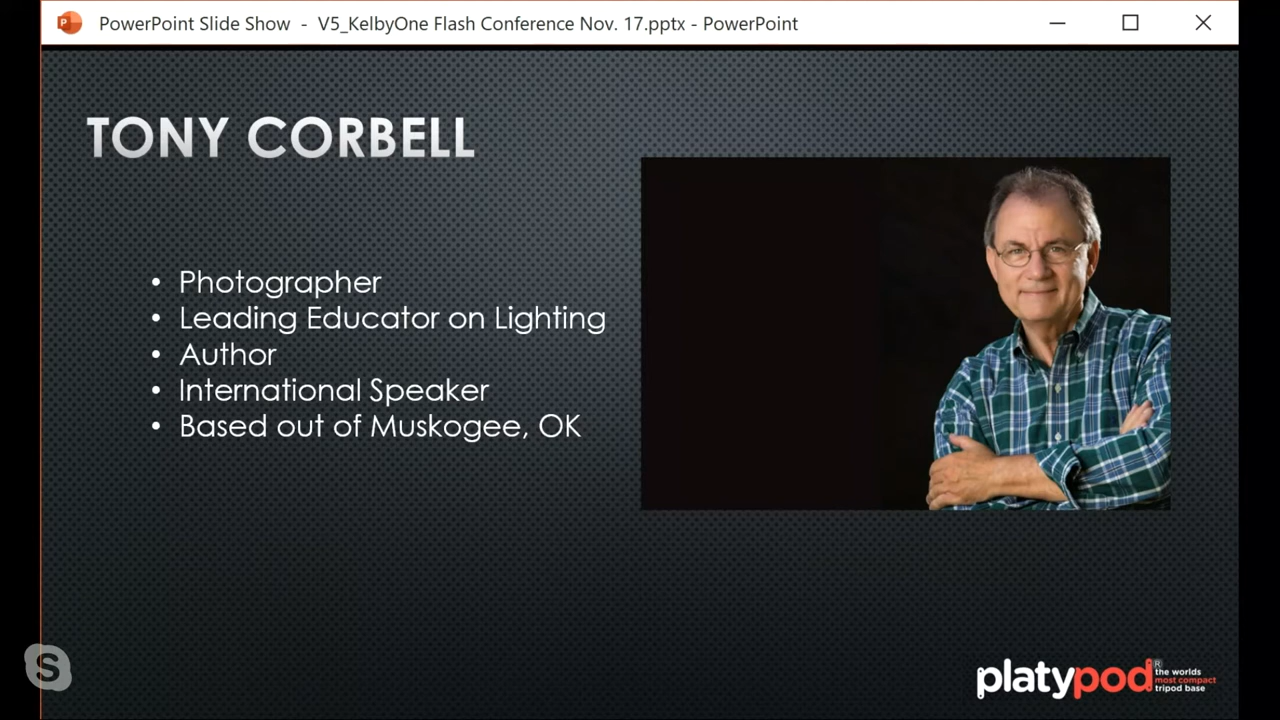 PowerPoint Slide Show - V5_KelbyOne Flash Conference Nov. 17.pptx - PowerPoint
TONY CORBELL
• Photographer
• Leading Educator on Lighting
• Author
• International Speaker
• Based out of Muskogee, OK
S
platypod®
the worlds
most compact
tripod base